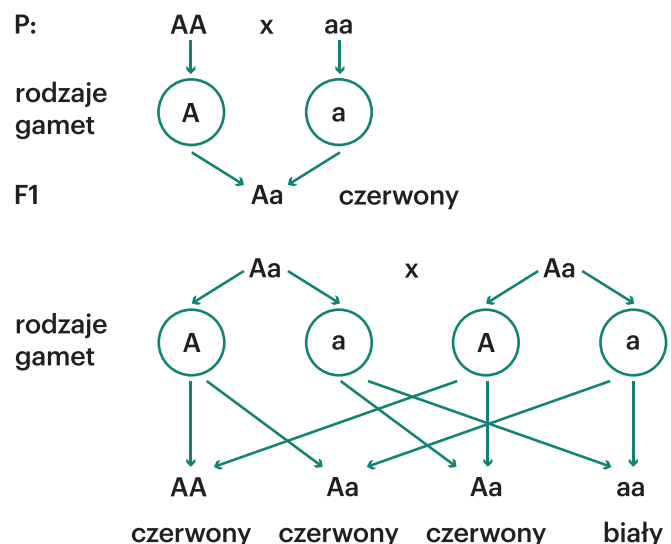 P: AA x aa
rodzaje
gamet
A a
F1 Aa czerwony
Aa x Aa
rodzaje
gamet
A a A a
AA Aa Aa aa
czerwony czerwony czerwony biały